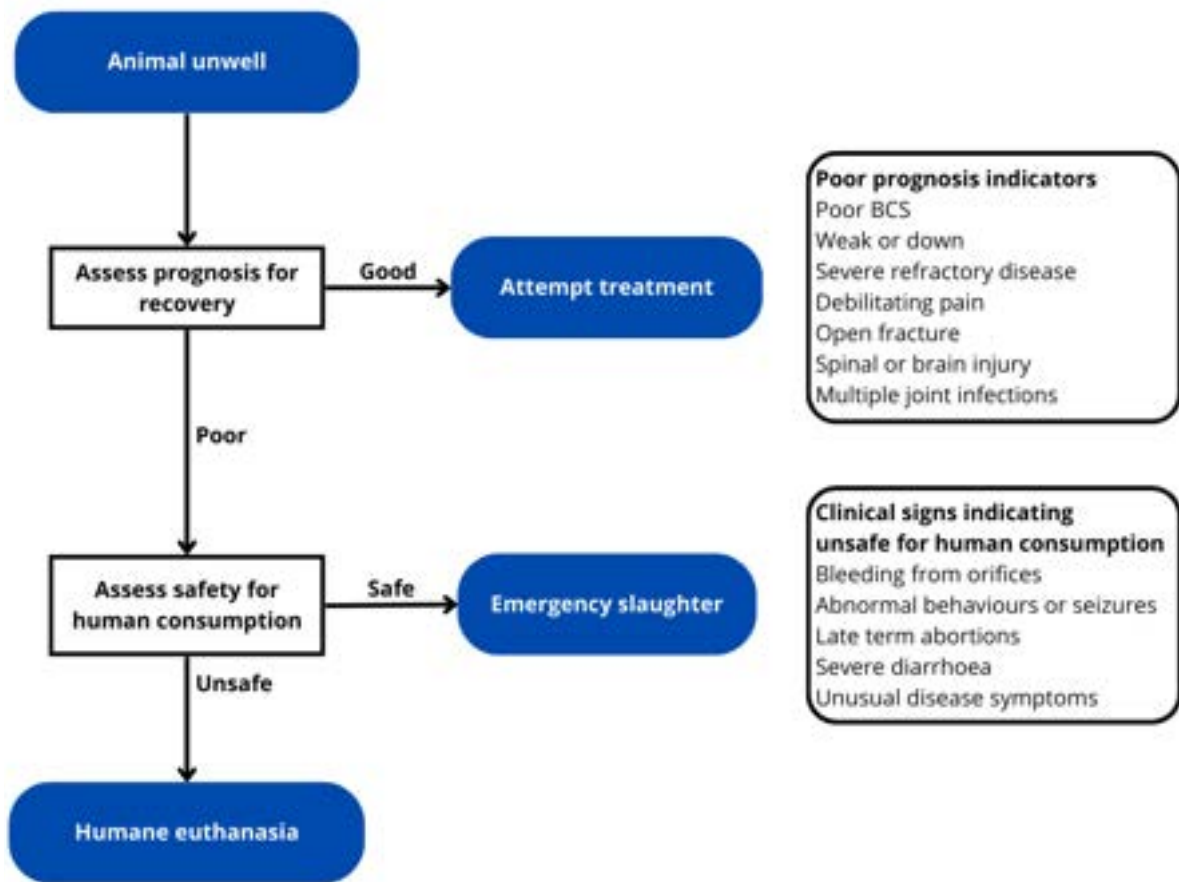 Animal unwell
Assess prognosis for
recovery
Good
Attempt treatment
Poor prognosis indicators
Poor BCS
Weak or down
Severe refractory disease
Debilitating pain
Open fracture
Spinal or brain injury
Multiple joint infections
Poor
Assess safety for
human consumption
Safe
Emergency slaughter
Clinical signs indicating
unsafe for human consumption
Bleeding from orifices
Abnormal behaviours or seizures
Late term abortions
Severe diarrhoea
Unusual disease symptoms
Unsafe
Humane euthanasia